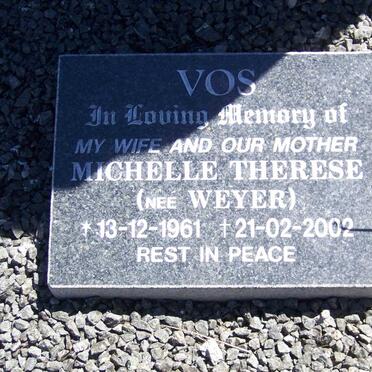 VOS
In Loving Memory of
MY WIFE AND OUR MOTHER
MICHELLE THERESE
(NEE WEYER)
* 13-12-1961 † 21-02-2002
REST IN PEACE